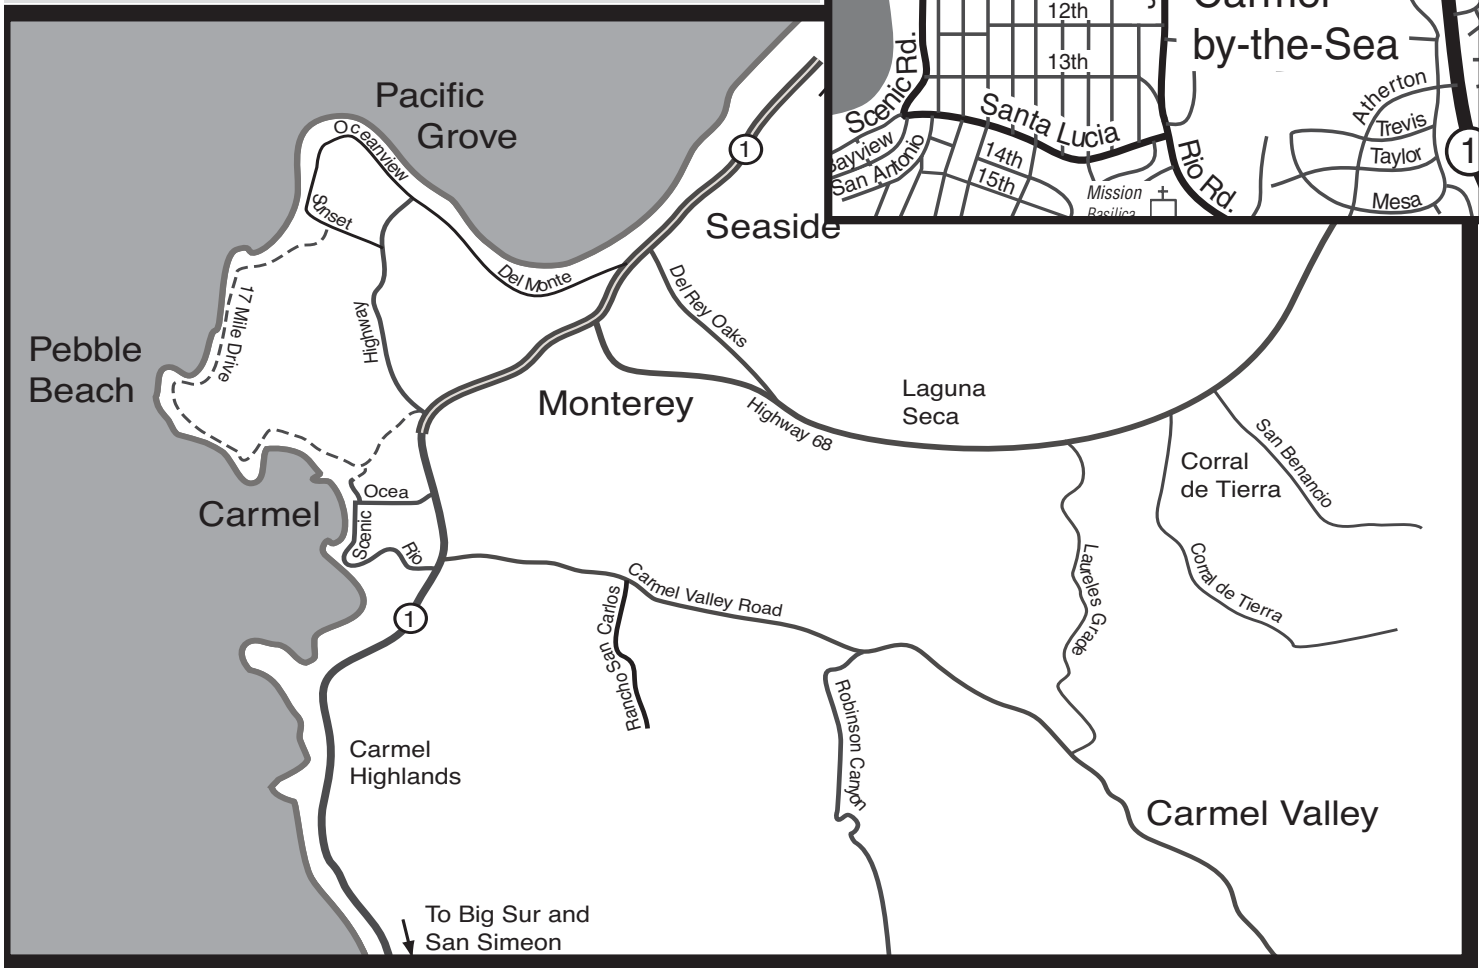 Pacific
Grove
Oceanview
Sunset
17 Mile Drive
Highway
Del Monte
1
Seaside
Del Rey Oaks
Pebble
Beach
Monterey
Highway 68
Laguna
Seca
San Benancio
Corral
de Tierra
Corral de Tierra
Laureles Grade
Carmel
Ocea
Scenic
Rio
1
Carmel Valley Road
Rancho San Carlos
Robinson Canyon
Carmel
Highlands
Carmel Valley
To Big Sur and
San Simeon
12th
13th
by-the-Sea
Scenic Rd.
Santa Lucia
San Antonio
14th
15th
Mission
Basilica
Rio Rd.
Atherton
Trevis
Taylor
Mesa
1